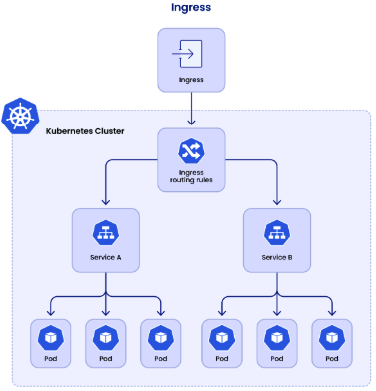 Ingress
Ingress
Kubernetes Cluster
Ingress
routing rules
Service A
Service B
Pod
Pod
Pod
Pod
Pod
Pod